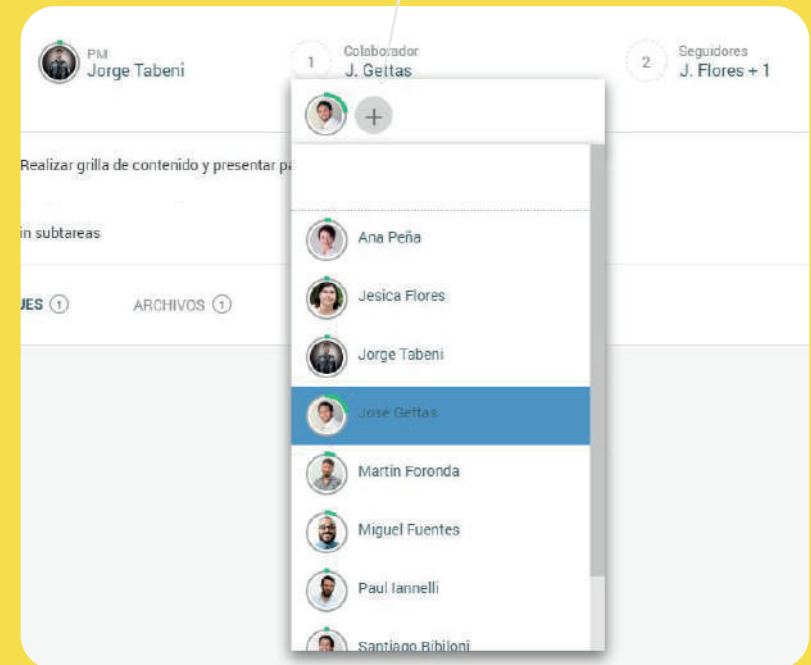 PM
Jorge Tabeni
1
Colaborador
J. Gettas
2
Seguidores
J. Flores + 1
+
Realizar grilla de contenido y presentar pa
in subtareas
UES 1
ARCHIVOS 1
Ana Peña
Jesica Flores
Jorge Tabeni
José Gettas
Martín Foronda
Miguel Fuentes
Paul Iannelli
Santiago Bibiloni